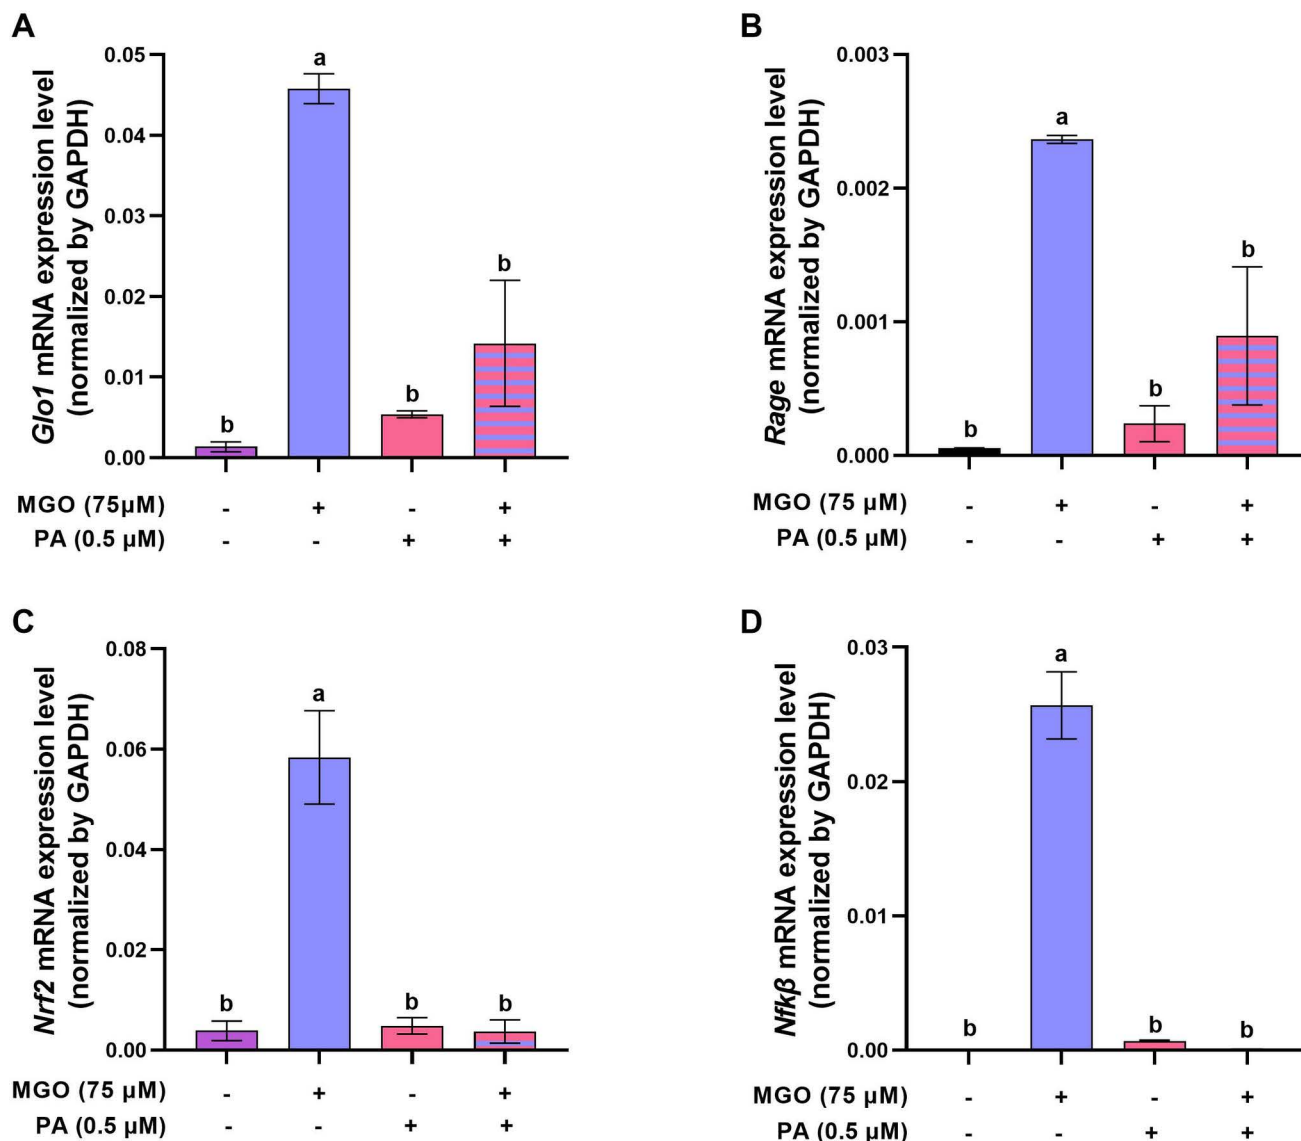 A
Glo1 mRNA expression level
(normalized by GAPDH)
0.05
0.04
0.03
0.02
0.01
0.00
b
a
b
b
MGO (75µM) - + - +
PA (0.5 µM) - - + +
B
Rage mRNA expression level
(normalized by GAPDH)
0.003
0.002
0.001
0.000
b
a
b
b
MGO (75 µM) - + - +
PA (0.5 µM) - - + +
C
Nrf2 mRNA expression level
(normalized by GAPDH)
0.08
0.06
0.04
0.02
0.00
b
a
b
b
MGO (75 µM) - + - +
PA (0.5 µM) - - + +
D
Nfkβ mRNA expression level
(normalized by GAPDH)
0.03
0.02
0.01
0.00
b
a
b
b
MGO (75 µM) - + - +
PA (0.5 µM) - - + +